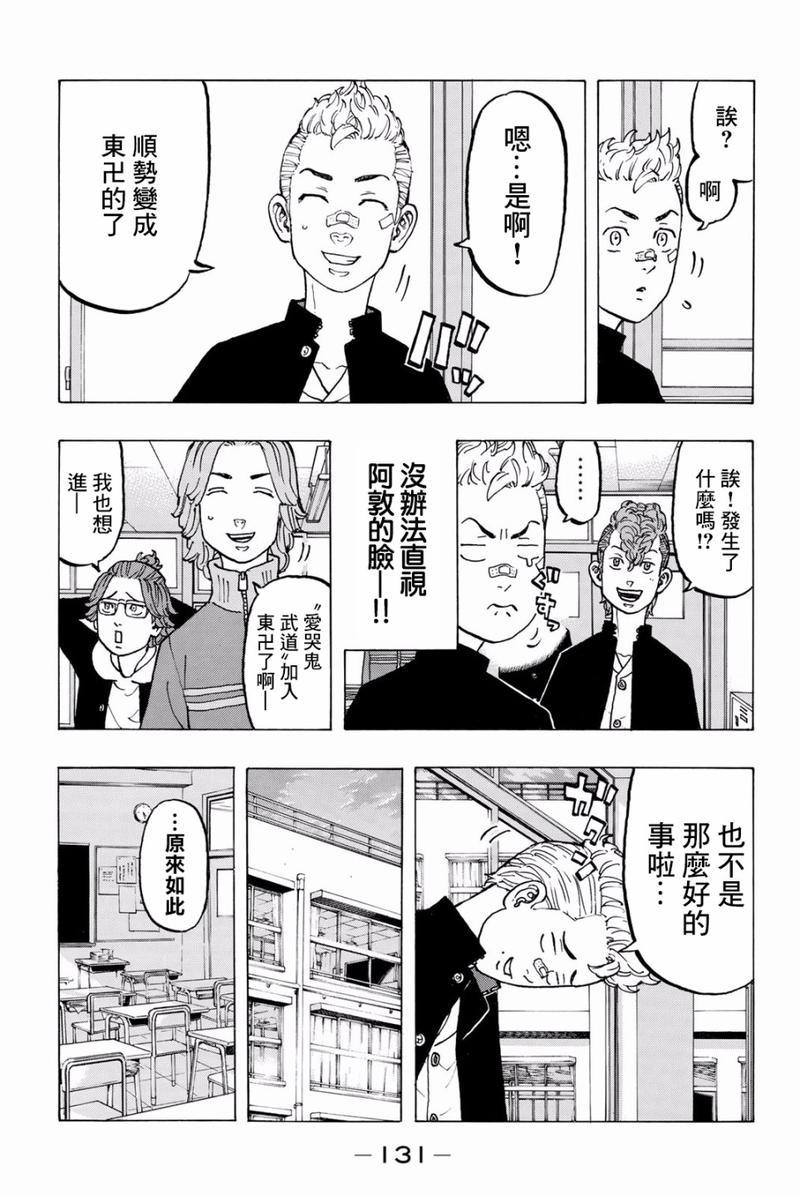 誒？
啊
嗯…是啊！
順勢變成
東卍的了
誒！發生了
什麼嗎!?
……
ぐすっ
沒辦法直視
阿敦的臉—!!
〝愛哭鬼
武道〞加入
東卍了啊—
我也想
進—
也不是
那麼好的
事啦…
…原來如此
—131—